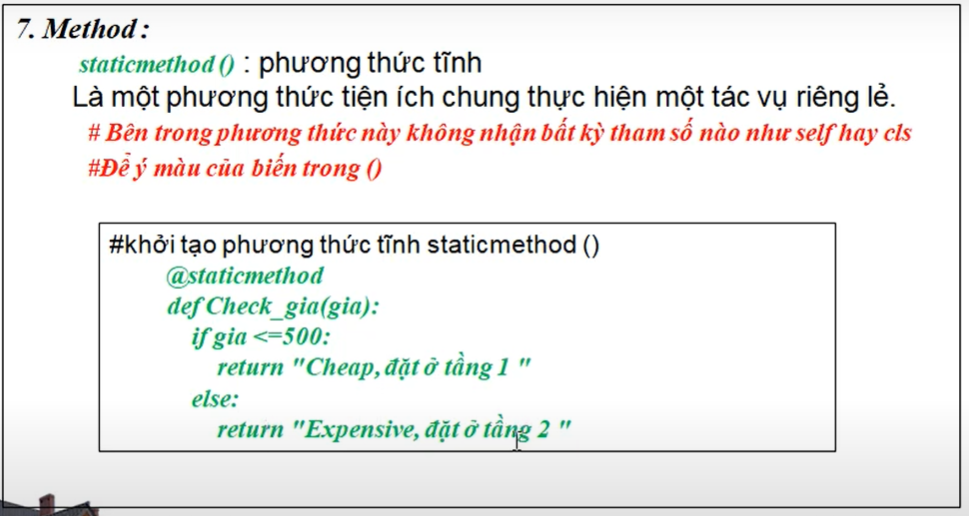 7. Method :
staticmethod () : phương thức tĩnh
Là một phương thức tiện ích chung thực hiện một tác vụ riêng lẻ.
# Bên trong phương thức này không nhận bất kỳ tham số nào như self hay cls
#Để ý màu của biến trong ()
#khởi tạo phương thức tĩnh staticmethod ()
@staticmethod
def Check_gia(gia):
if gia <=500:
return "Cheap, đặt ở tầng 1 "
else:
return "Expensive, đặt ở tầng 2 "